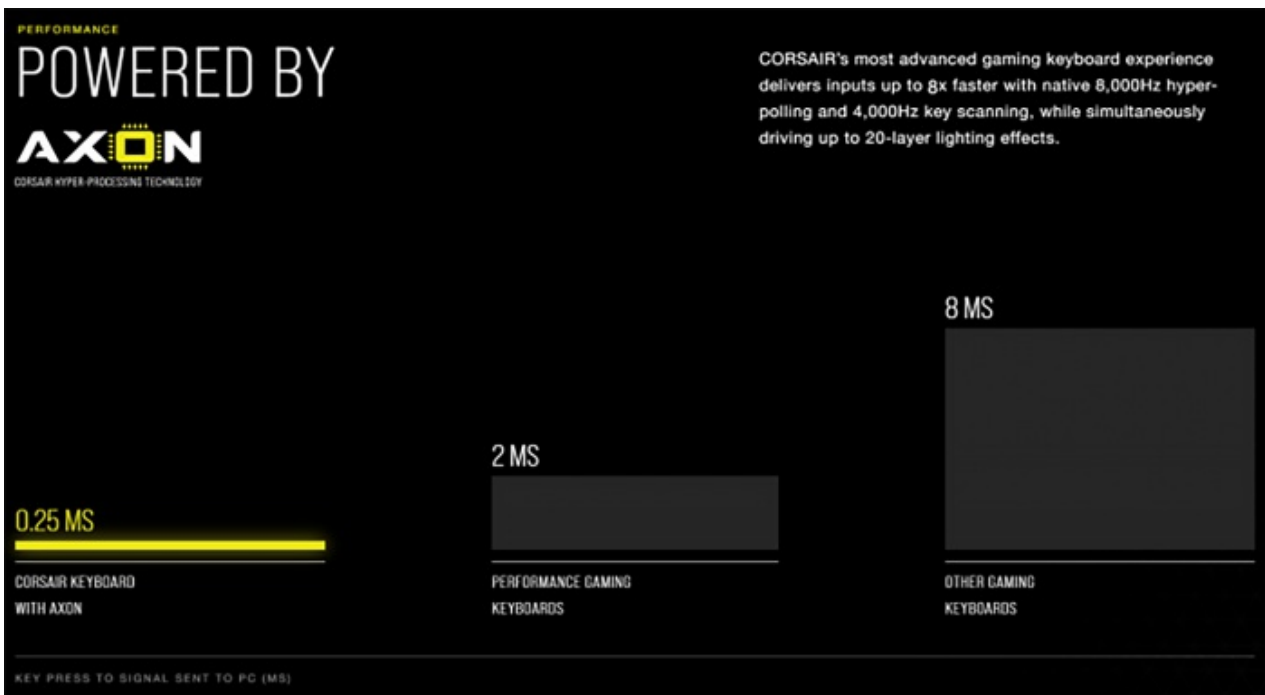 PERFORMANCE
POWERED BY
AXON
CORSAIR HYPER-PROCESSING TECHNOLOGY
CORSAIR's most advanced gaming keyboard experience
delivers inputs up to 8x faster with native 8,000Hz hyper-
polling and 4,000Hz key scanning, while simultaneously
driving up to 20-layer lighting effects.
0.25 MS
CORSAIR KEYBOARD
WITH AXON
2 MS
PERFORMANCE GAMING
KEYBOARDS
8 MS
OTHER GAMING
KEYBOARDS
KEY PRESS TO SIGNAL SENT TO PC (MS)